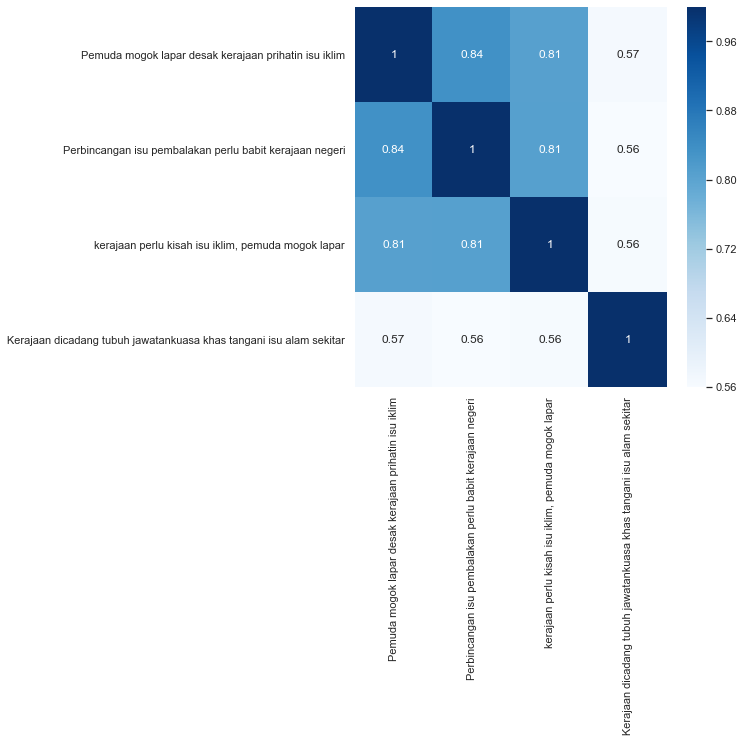 Pemuda mogok lapar desak kerajaan prihatin isu iklim
1 0.84 0.81 0.57
Perbincangan isu pembalakan perlu babit kerajaan negeri
0.84 1 0.81 0.56
kerajaan perlu kisah isu iklim, pemuda mogok lapar
0.81 0.81 1 0.56
Kerajaan dicadang tubuh jawatankuasa khas tangani isu alam sekitar
0.57 0.56 0.56 1
0.96
0.88
0.80
0.72
0.64
0.56
Pemuda mogok lapar desak kerajaan prihatin isu iklim
Perbincangan isu pembalakan perlu babit kerajaan negeri
kerajaan perlu kisah isu iklim, pemuda mogok lapar
Kerajaan dicadang tubuh jawatankuasa khas tangani isu alam sekitar